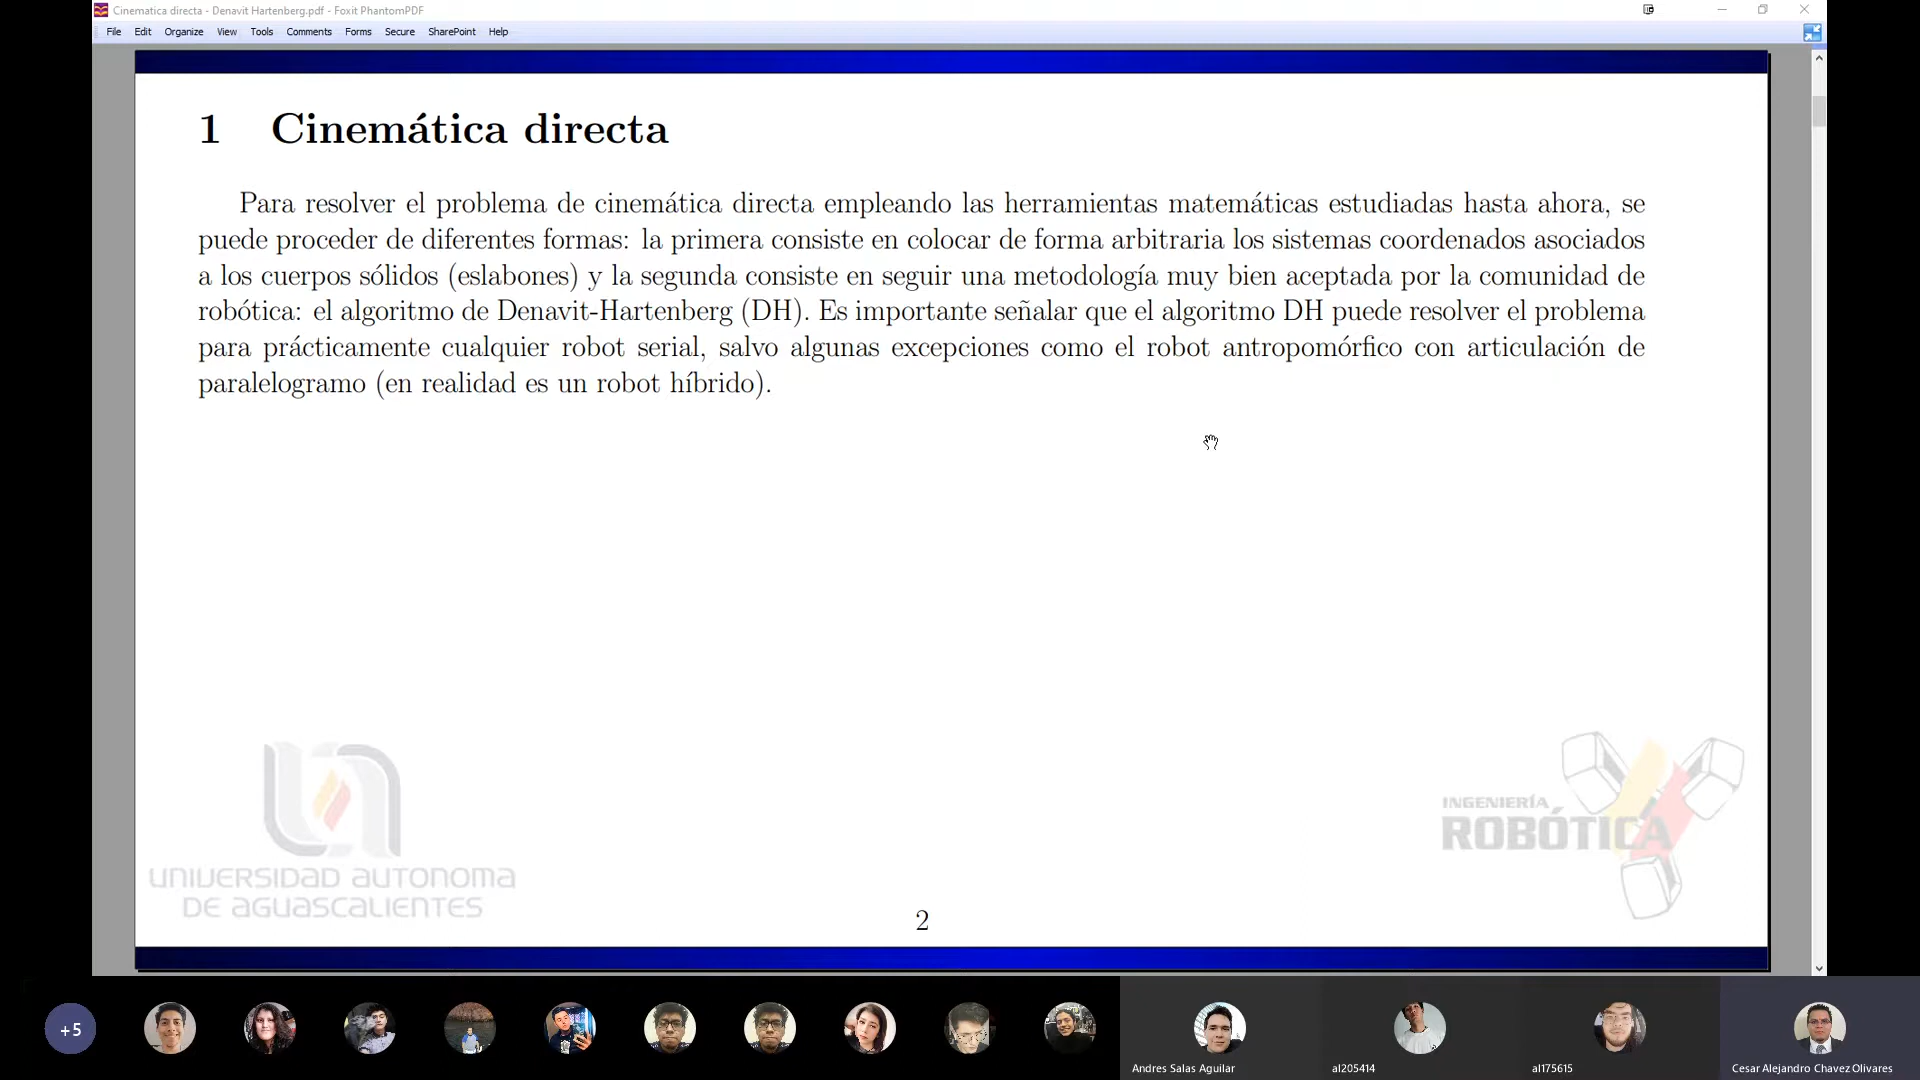 Cinematica directa - Denavit Hartenberg.pdf - Foxit PhantomPDF
File Edit Organize View Tools Comments Forms Secure SharePoint Help
1 Cinemática directa
Para resolver el problema de cinemática directa empleando las herramientas matemáticas estudiadas hasta ahora, se
puede proceder de diferentes formas: la primera consiste en colocar de forma arbitraria los sistemas coordenados asociados
a los cuerpos sólidos (eslabones) y la segunda consiste en seguir una metodología muy bien aceptada por la comunidad de
robótica: el algoritmo de Denavit-Hartenberg (DH). Es importante señalar que el algoritmo DH puede resolver el problema
para prácticamente cualquier robot serial, salvo algunas excepciones como el robot antropomórfico con articulación de
paralelogramo (en realidad es un robot híbrido).
UNIVERSIDAD AUTONOMA
DE AGUASCALIENTES
INGENIERÍA
ROBÓTICA
2
+5
Andres Salas Aguilar
al205414
al175615
Cesar Alejandro Chavez Olivares